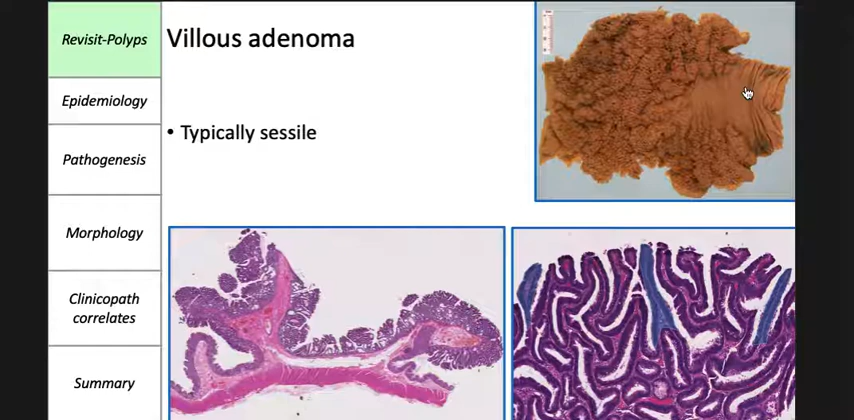 Revisit-Polyps
Villous adenoma
Epidemiology
• Typically sessile
Pathogenesis
Morphology
Clinicopath
correlates
Summary